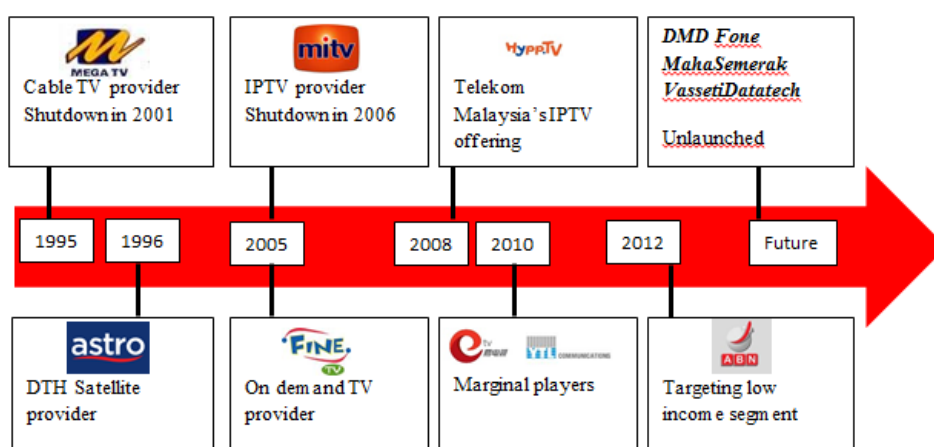 MEGA TV
Cable TV provider
Shutdown in 2001
mitv
IPTV provider
Shutdown in 2006
HyppTV
Telekom
Malaysia's IPTV
offering
DMD Fone
MahaSemerak
VassetiDatatech
Unlaunched
1995
1996
2005
2008
2010
2012
Future
astro
DTH Satellite
provider
FINE.
TV
On demand TV
provider
tv
YTL COMMUNICATIONS
Marginal players
ABN
Targeting low
income segment